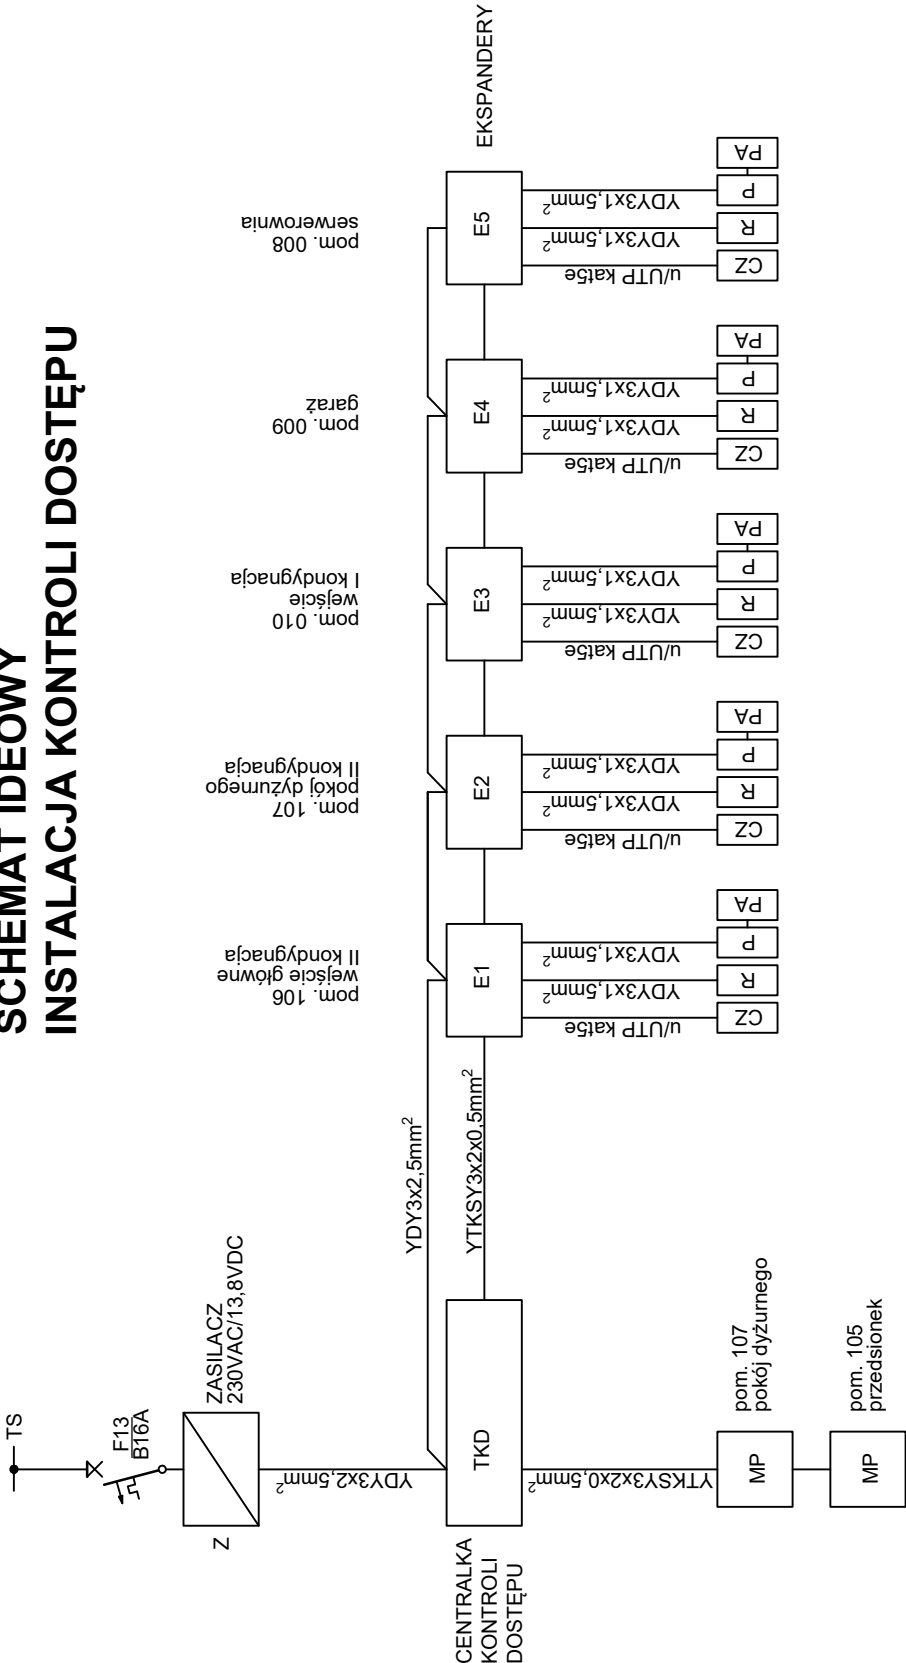 SCHEMAT IDEOWY
INSTALACJA KONTROLI DOSTĘPU
TS
F13
B16A
ZASILACZ
230VAC/13,8VDC
Z
YDY3x2,5mm²
CENTRALKA
KONTROLI
DOSTĘPU
TKD
YDY3x2,5mm²
YTKSY3x2x0,5mm²
YTKSY3x2x0,5mm²
MP
pom. 107
pokój dyżurnego
MP
pom. 105
przedsionek
pom. 106
wejście główne
II kondygnacja
E1
u/UTP kat5e
YDY3x1,5mm²
YDY3x1,5mm²
CZ
R
P
PA
pom. 107
pokój dyżurnego
II kondygnacja
E2
u/UTP kat5e
YDY3x1,5mm²
YDY3x1,5mm²
CZ
R
P
PA
pom. 010
wejście
I kondygnacja
E3
u/UTP kat5e
YDY3x1,5mm²
YDY3x1,5mm²
CZ
R
P
PA
pom. 009
garaż
E4
u/UTP kat5e
YDY3x1,5mm²
YDY3x1,5mm²
CZ
R
P
PA
pom. 008
serwerownia
E5
u/UTP kat5e
YDY3x1,5mm²
YDY3x1,5mm²
CZ
R
P
PA
EKSPANDERY